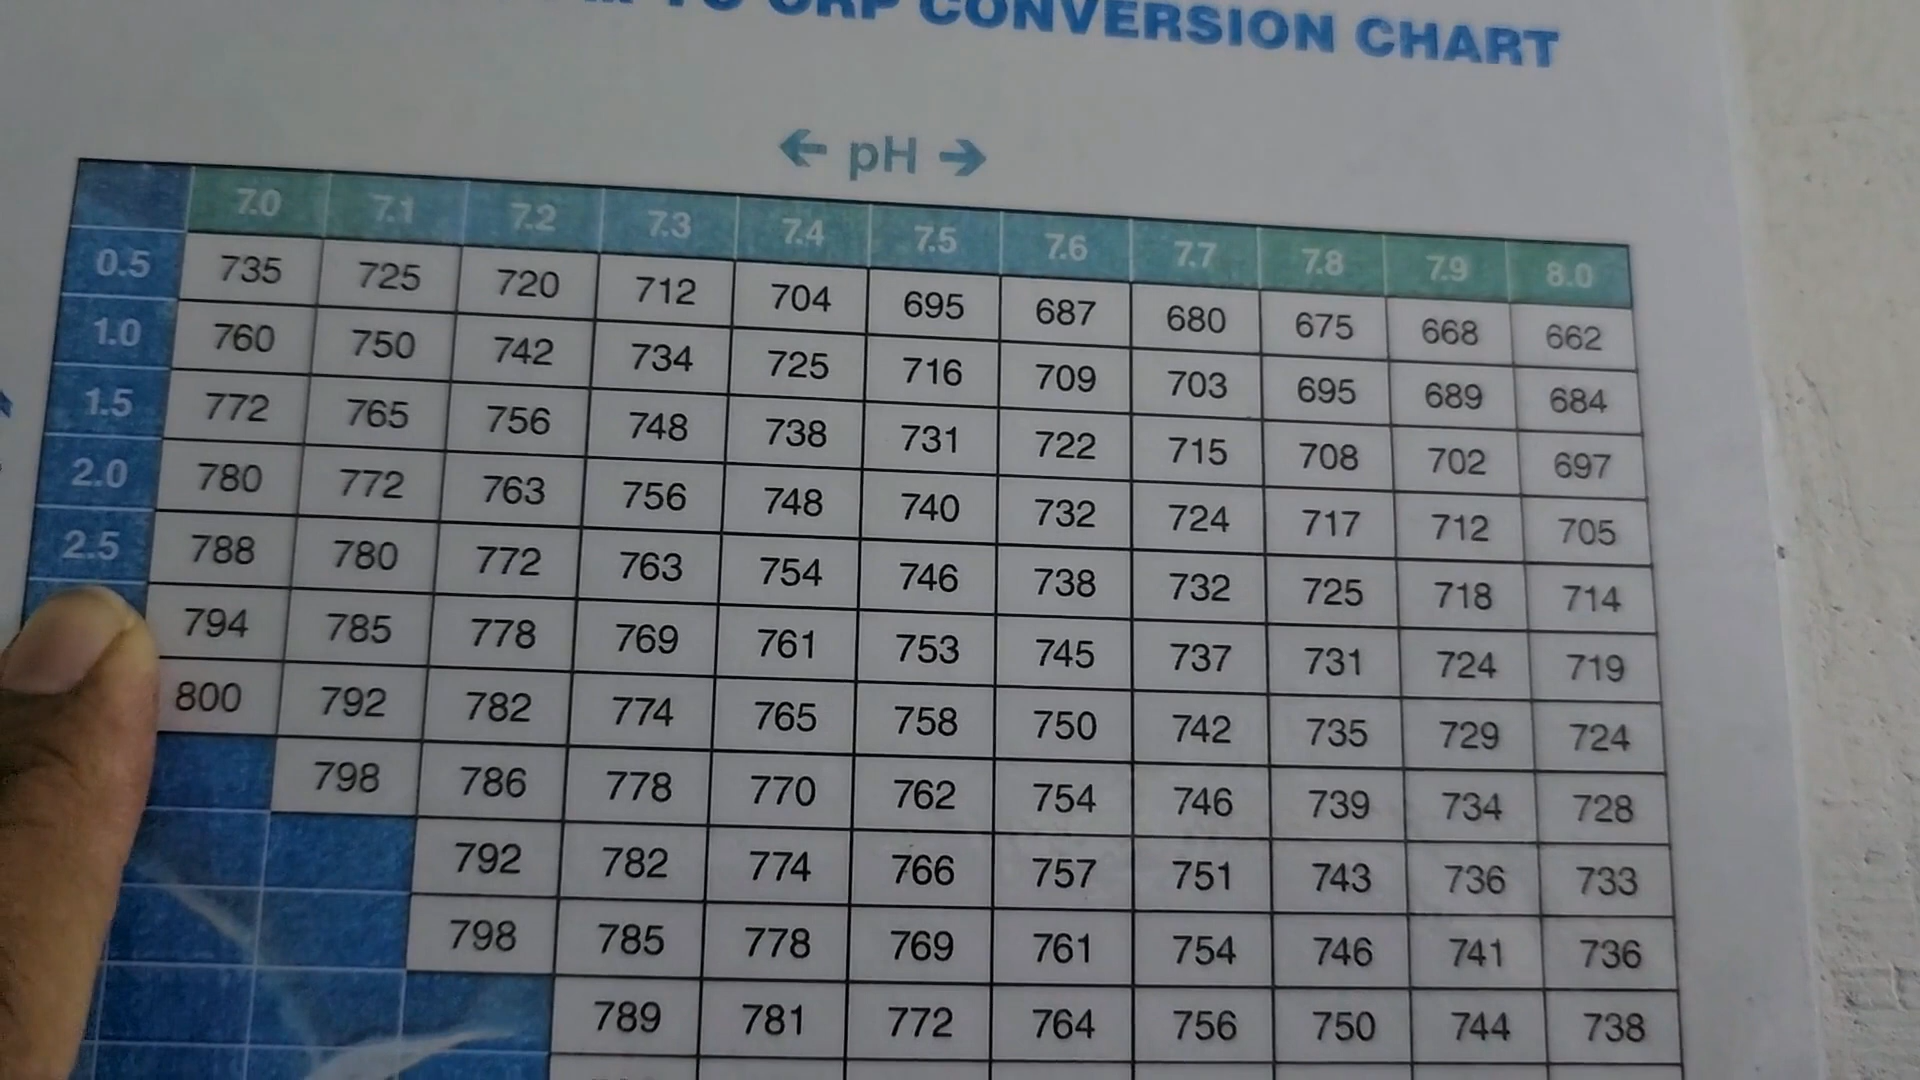 TO ORP CONVERSION CHART
← pH →
7.0 7.1 7.2 7.3 7.4 7.5 7.6 7.7 7.8 7.9 8.0
0.5 735 725 720 712 704 695 687 680 675 668 662
1.0 760 750 742 734 725 716 709 703 695 689 684
1.5 772 765 756 748 738 731 722 715 708 702 697
2.0 780 772 763 756 748 740 732 724 717 712 705
2.5 788 780 772 763 754 746 738 732 725 718 714
794 785 778 769 761 753 745 737 731 724 719
800 792 782 774 765 758 750 742 735 729 724
798 786 778 770 762 754 746 739 734 728
792 782 774 766 757 751 743 736 733
798 785 778 769 761 754 746 741 736
789 781 772 764 756 750 744 738